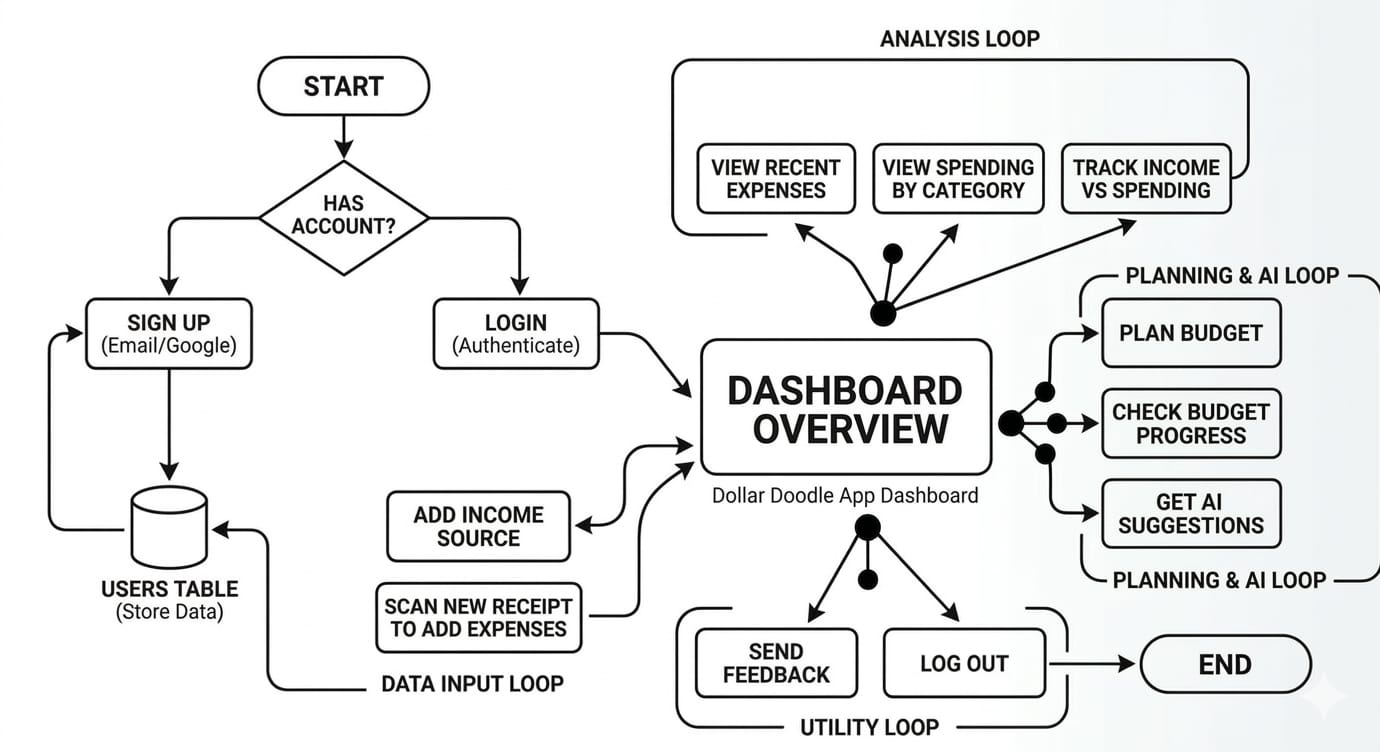 ANALYSIS LOOP
START
VIEW RECENT
EXPENSES
VIEW SPENDING
BY CATEGORY
TRACK INCOME
VS SPENDING
HAS
ACCOUNT?
PLANNING & AI LOOP
SIGN UP
(Email/Google)
LOGIN
(Authenticate)
DASHBOARD
OVERVIEW
Dollar Doodle App Dashboard
PLAN BUDGET
CHECK BUDGET
PROGRESS
GET AI
SUGGESTIONS
PLANNING & AI LOOP
ADD INCOME
SOURCE
USERS TABLE
(Store Data)
SCAN NEW RECEIPT
TO ADD EXPENSES
DATA INPUT LOOP
SEND
FEEDBACK
LOG OUT
END
UTILITY LOOP